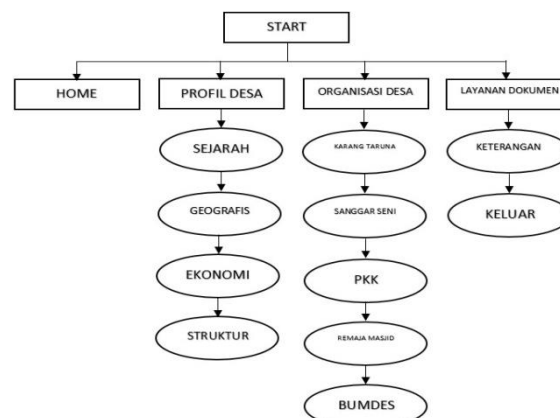 START
HOME
PROFIL DESA
ORGANISASI DESA
LAYANAN DOKUMEN
SEJARAH
KARANG TARUNA
KETERANGAN
GEOGRAFIS
SANGGAR SENI
KELUAR
EKONOMI
PKK
STRUKTUR
REMAJA MASJID
BUMDES